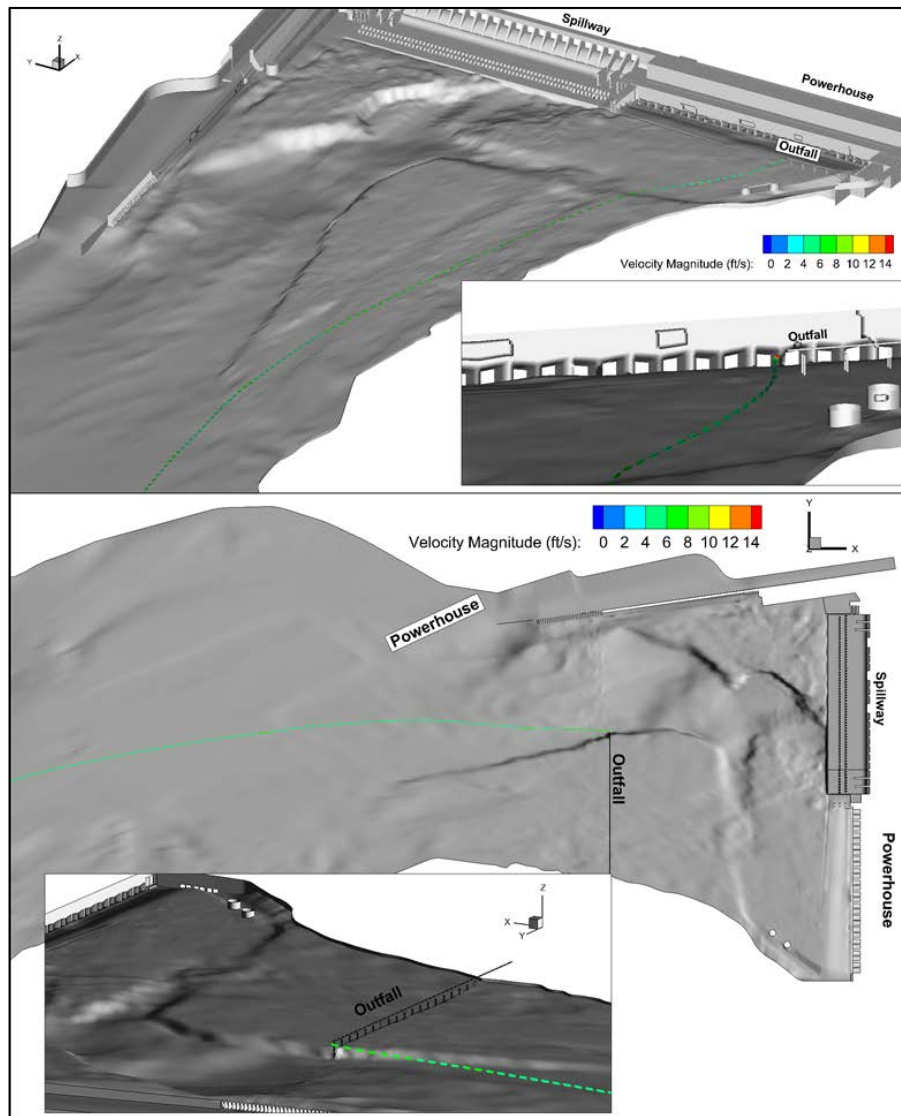 Spillway
Powerhouse
Outfall
Z
Y
X
Velocity Magnitude (ft/s): 0 2 4 6 8 10 12 14
Outfall
Velocity Magnitude (ft/s): 0 2 4 6 8 10 12 14
Y
Z
X
Powerhouse
Spillway
Outfall
Powerhouse
Z
X
Y
Outfall